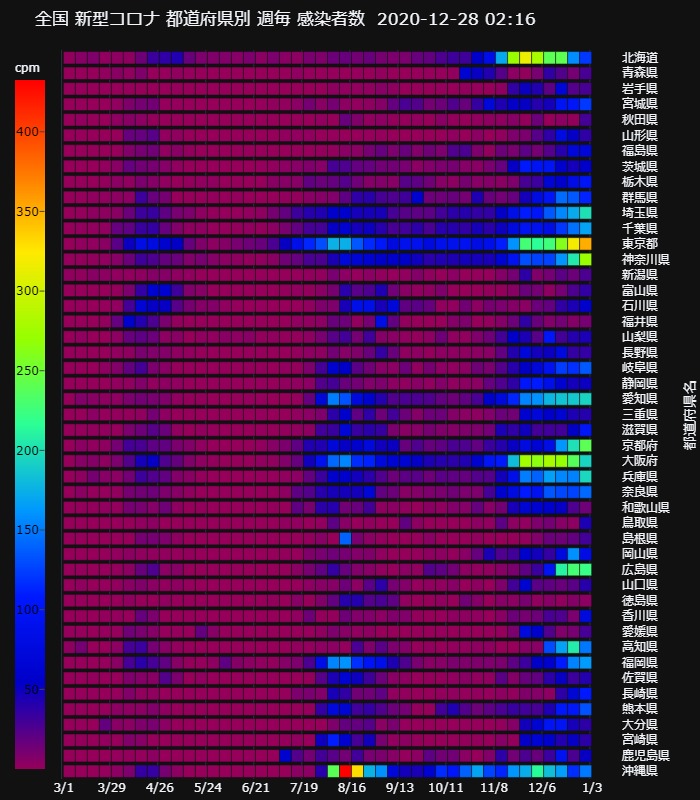 全国 新型コロナ 都道府県別 週毎 感染者数 2020-12-28 02:16
cpm
400
350
300
250
200
150
100
50
北海道
青森県
岩手県
宮城県
秋田県
山形県
福島県
茨城県
栃木県
群馬県
埼玉県
千葉県
東京都
神奈川県
新潟県
富山県
石川県
福井県
山梨県
長野県
岐阜県
静岡県
愛知県
三重県
滋賀県
京都府
大阪府
兵庫県
奈良県
和歌山県
鳥取県
島根県
岡山県
広島県
山口県
徳島県
香川県
愛媛県
高知県
福岡県
佐賀県
長崎県
熊本県
大分県
宮崎県
鹿児島県
沖縄県
都道府県名
3/1 3/29 4/26 5/24 6/21 7/19 8/16 9/13 10/11 11/8 12/6 1/3